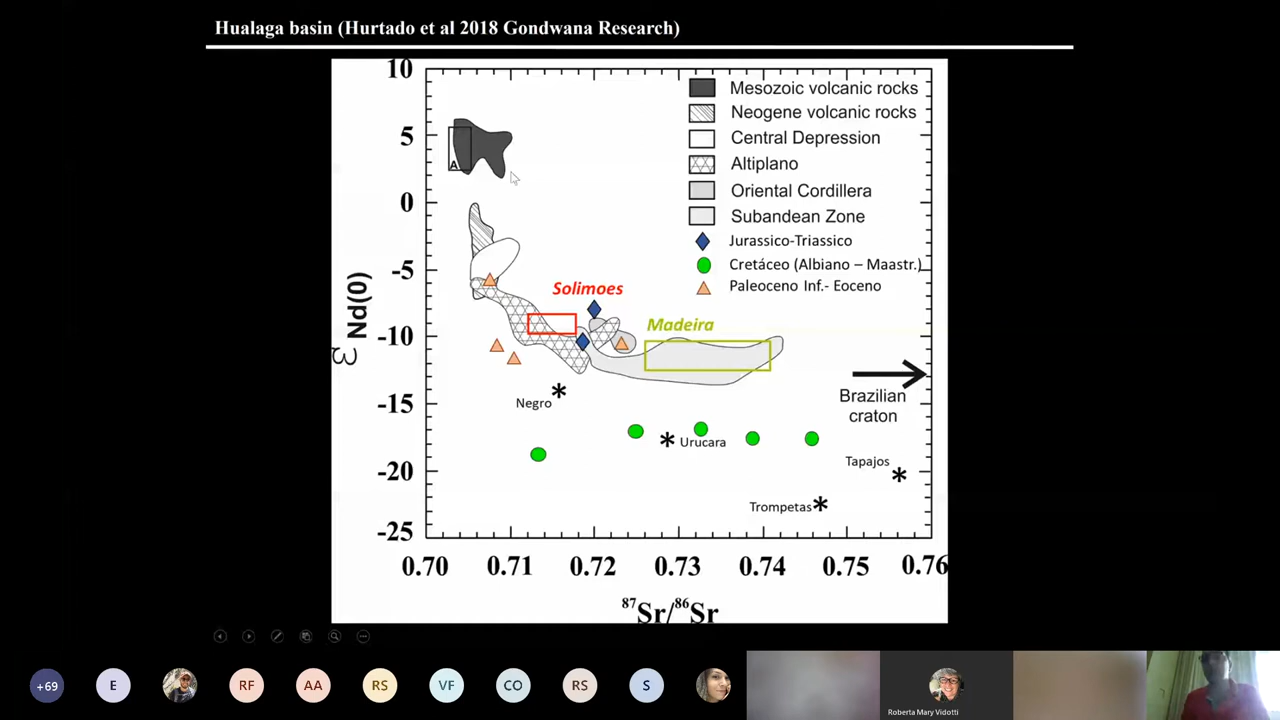 Hualaga basin (Hurtado et al 2018 Gondwana Research)
10
5
0
-5
-10
-15
-20
-25
ƐNd(0)
A
Mesozoic volcanic rocks
Neogene volcanic rocks
Central Depression
Altiplano
Oriental Cordillera
Subandean Zone
Jurassico-Triassico
Cretáceo (Albiano – Maastr.)
Paleoceno Inf.- Eoceno
Solimoes
Madeira
Brazilian
craton
Negro
Urucara
Tapajos
Trompetas
0.70 0.71 0.72 0.73 0.74 0.75 0.76
87Sr/86Sr
+69 E RF AA RS VF CO RS S
Roberta Mary Vidotti